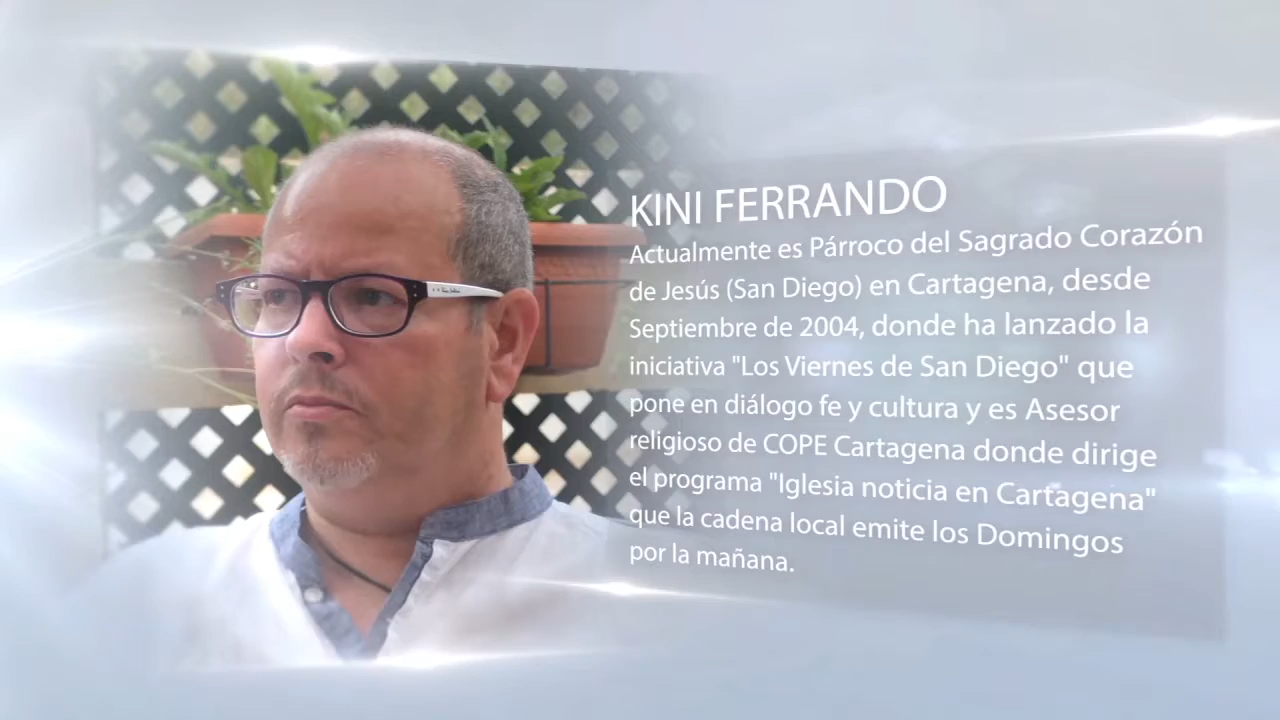 KINI FERRANDO
Actualmente es Párroco del Sagrado Corazón
de Jesús (San Diego) en Cartagena, desde
Septiembre de 2004, donde ha lanzado la
iniciativa "Los Viernes de San Diego" que
pone en diálogo fe y cultura y es Asesor
religioso de COPE Cartagena donde dirige
el programa "Iglesia noticia en Cartagena"
que la cadena local emite los Domingos
por la mañana.